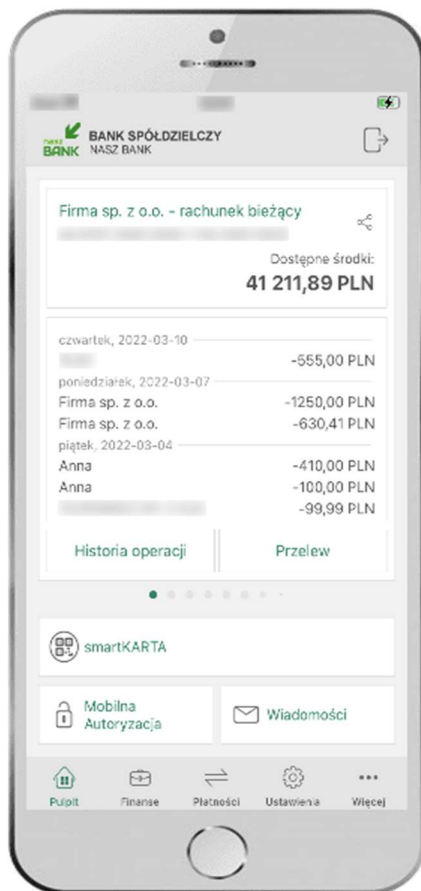 nasz
BANK
BANK SPÓŁDZIELCZY
NASZ BANK
Firma sp. z o.o. - rachunek bieżący
Dostępne środki:
41 211,89 PLN
czwartek, 2022-03-10
-555,00 PLN
poniedziałek, 2022-03-07
Firma sp. z o.o. -1250,00 PLN
Firma sp. z o.o. -630,41 PLN
piątek, 2022-03-04
Anna -410,00 PLN
Anna -100,00 PLN
-99,99 PLN
Historia operacji Przelew
smartKARTA
Mobilna
Autoryzacja
Wiadomości
Pulpit Finanse Płatności Ustawienia Więcej